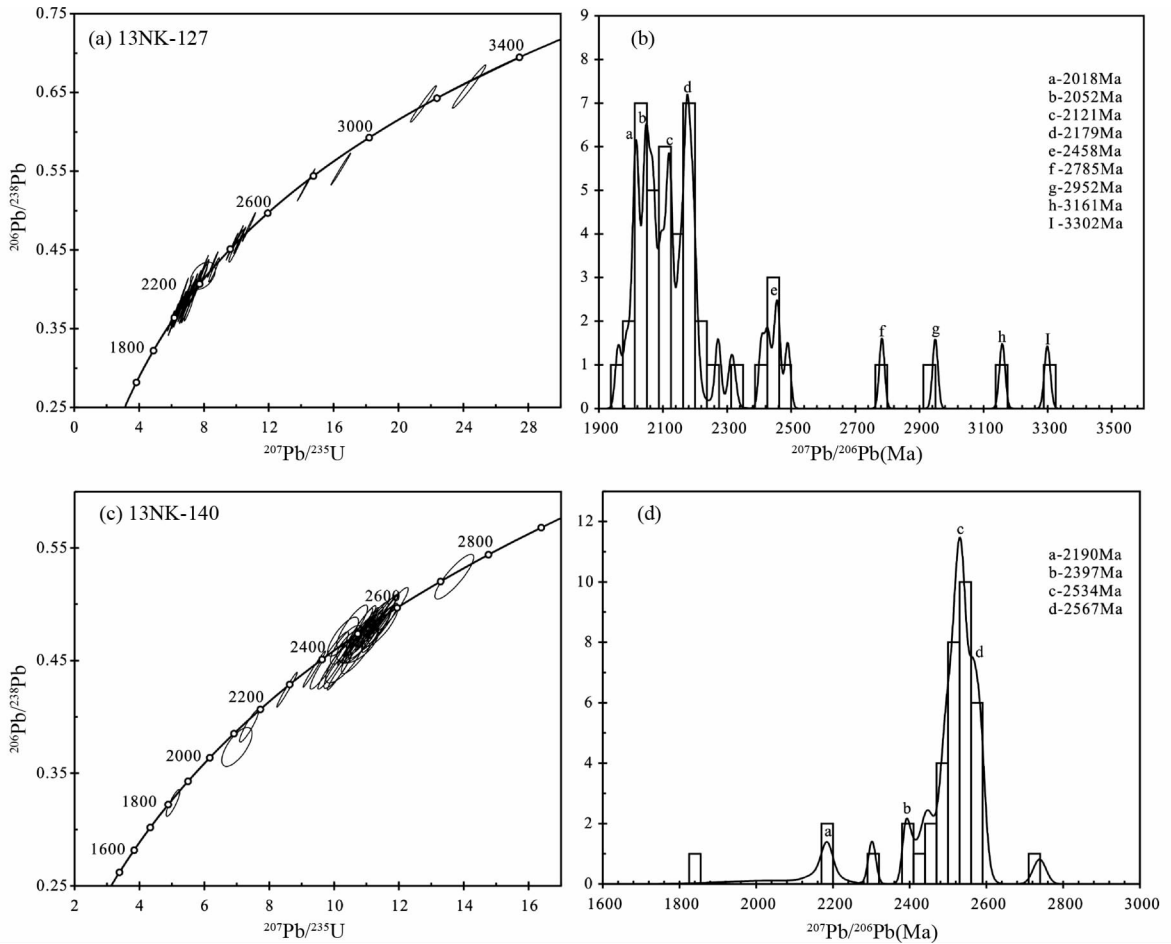 (a) 13NK-127
0.75
0.65
0.55
0.45
0.35
0.25
²⁰⁶Pb/²³⁸Pb
3400
3000
2600
2200
1800
0 4 8 12 16 20 24 28
²⁰⁷Pb/²³⁵U
(b)
9
8
7
6
5
4
3
2
1
0
a
b
c
d
e
f
g
h
I
a-2018Ma
b-2052Ma
c-2121Ma
d-2179Ma
e-2458Ma
f-2785Ma
g-2952Ma
h-3161Ma
I-3302Ma
1900 2100 2300 2500 2700 2900 3100 3300 3500
²⁰⁷Pb/²⁰⁶Pb(Ma)
(c) 13NK-140
0.55
0.45
0.35
0.25
²⁰⁶Pb/²³⁸Pb
2800
2600
2400
2200
2000
1800
1600
2 4 6 8 10 12 14 16
²⁰⁷Pb/²³⁵U
(d)
12
10
8
6
4
2
0
a
b
c
d
a-2190Ma
b-2397Ma
c-2534Ma
d-2567Ma
1600 1800 2000 2200 2400 2600 2800 3000
²⁰⁷Pb/²⁰⁶Pb(Ma)